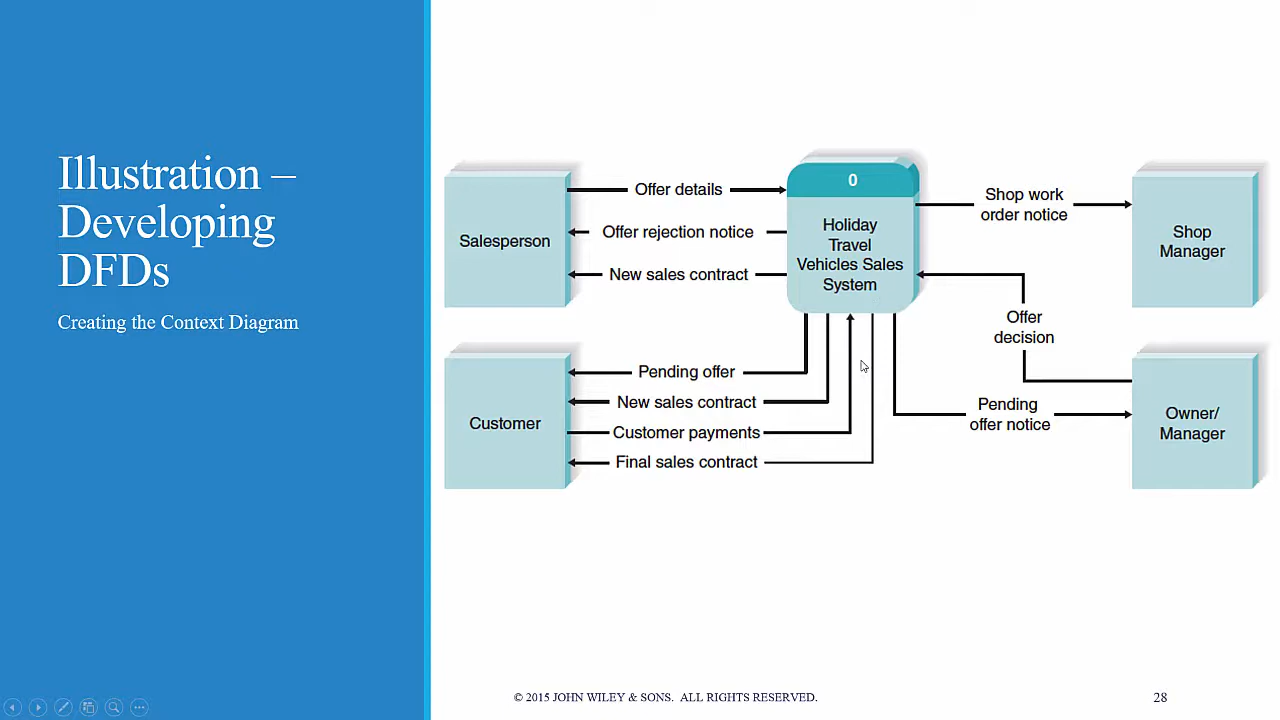 Illustration –
Developing
DFDs
Creating the Context Diagram
Salesperson
Offer details
Offer rejection notice
New sales contract
0
Holiday
Travel
Vehicles Sales
System
Shop work
order notice
Shop
Manager
Customer
Pending offer
New sales contract
Customer payments
Final sales contract
Offer
decision
Pending
offer notice
Owner/
Manager
© 2015 JOHN WILEY & SONS. ALL RIGHTS RESERVED.
28